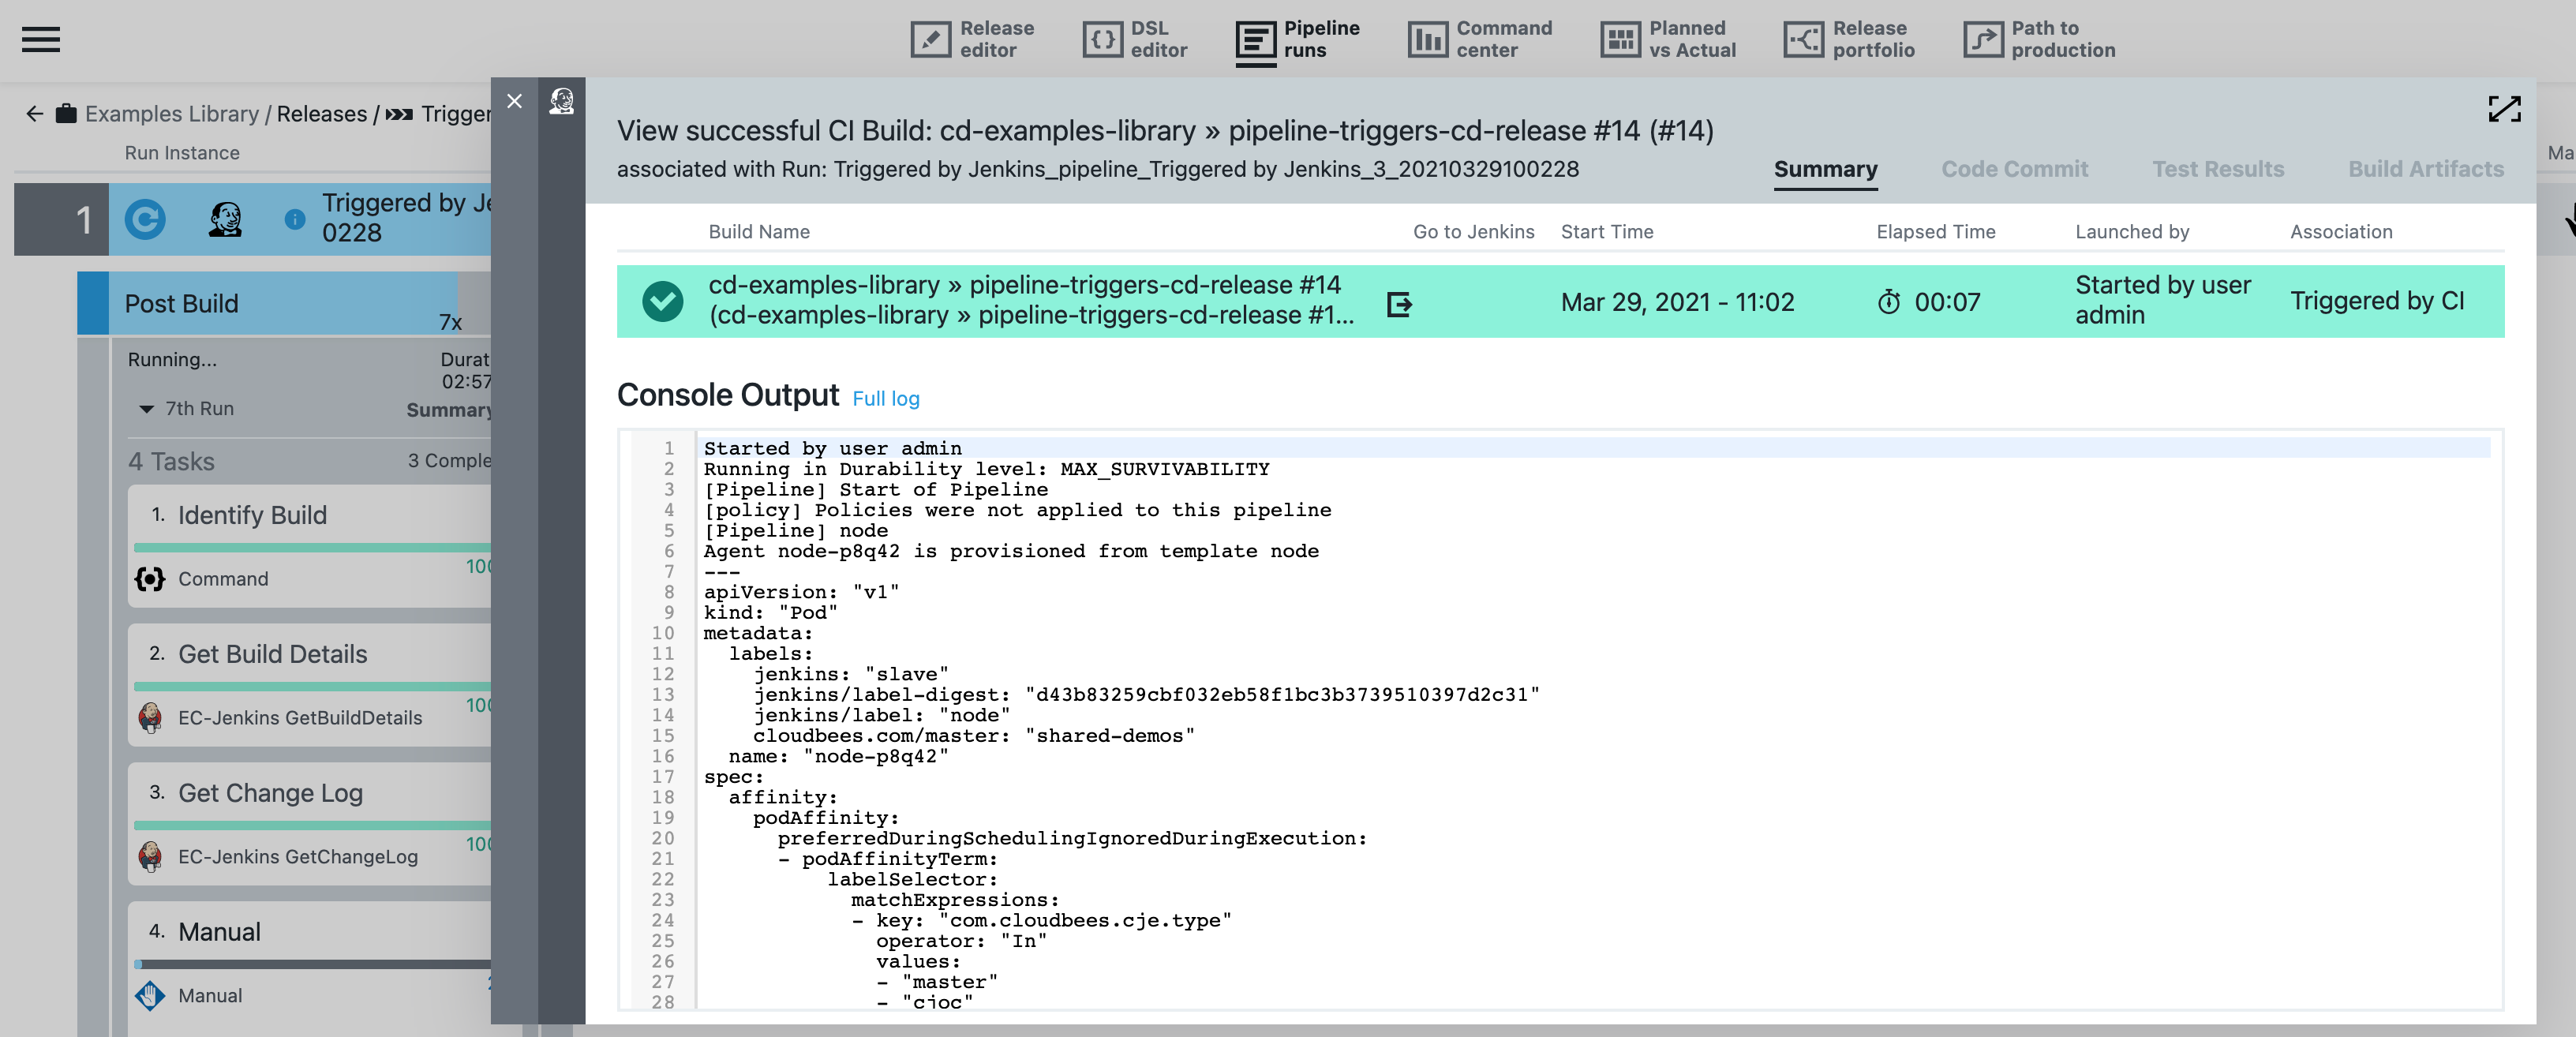 Release editor
DSL editor
Pipeline runs
Command center
Planned vs Actual
Release portfolio
Path to production
Examples Library / Releases /
Run Instance
1
Triggered by
0228
Post Build
7x
Running...
02:57
7th Run
Summary
4 Tasks
3
1. Identify Build
Command
2. Get Build Details
EC-Jenkins GetBuildDetails
3. Get Change Log
EC-Jenkins GetChangeLog
4. Manual
Manual
View successful CI Build: cd-examples-library » pipeline-triggers-cd-release #14 (#14)
associated with Run: Triggered by Jenkins_pipeline_Triggered by Jenkins_3_20210329100228
Summary
Code Commit
Test Results
Build Artifacts
Build Name
Go to Jenkins
Start Time
Elapsed Time
Launched by
Association
cd-examples-library » pipeline-triggers-cd-release #14
(cd-examples-library » pipeline-triggers-cd-release #1...
Mar 29, 2021 - 11:02
00:07
Started by user
admin
Triggered by CI
Console Output Full log
1 Started by user admin
2 Running in Durability level: MAX_SURVIVABILITY
3 [Pipeline] Start of Pipeline
4 [policy] Policies were not applied to this pipeline
5 [Pipeline] node
6 Agent node-p8q42 is provisioned from template node
7 ---
8 apiVersion: "v1"
9 kind: "Pod"
10 metadata:
11   labels:
12     jenkins: "slave"
13     jenkins/label-digest: "d43b83259cbf032eb58f1bc3b3739510397d2c31"
14     jenkins/label: "node"
15     cloudbees.com/master: "shared-demos"
16   name: "node-p8q42"
17 spec:
18   affinity:
19     podAffinity:
20       preferredDuringSchedulingIgnoredDuringExecution:
21       - podAffinityTerm:
22           labelSelector:
23             matchExpressions:
24             - key: "com.cloudbees.cje.type"
25               operator: "In"
26               values:
27               - "master"
28               - "cjoc"